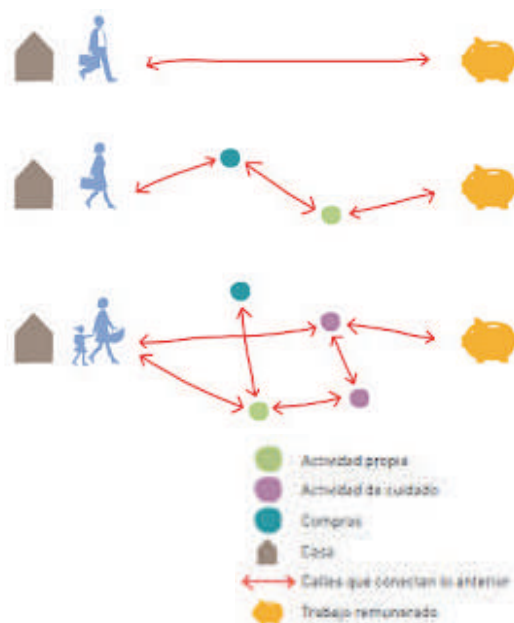 Actividad propia
Actividad de cuidado
Compras
Casa
Calles que conectan lo anterior
Trabajo remunerado